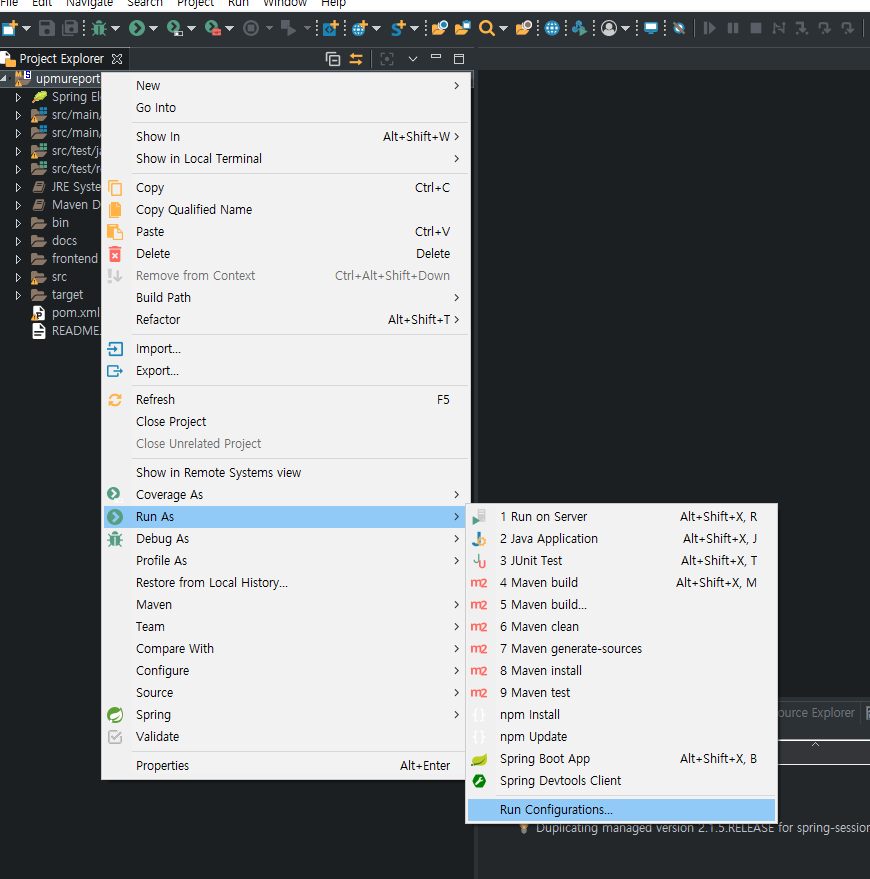 File Edit Navigate Search Project Run Window Help
Project Explorer
upmureport
Spring El
src/main/
src/main/
src/test/ja
src/test/re
JRE Syste
Maven D
bin
docs
frontend
src
target
pom.xml
README.
New
Go Into
Show In Alt+Shift+W
Show in Local Terminal
Copy Ctrl+C
Copy Qualified Name
Paste Ctrl+V
Delete Delete
Remove from Context Ctrl+Alt+Shift+Down
Build Path
Refactor Alt+Shift+T
Import...
Export...
Refresh F5
Close Project
Close Unrelated Project
Show in Remote Systems view
Coverage As
Run As
Debug As
Profile As
Restore from Local History...
Maven
Team
Compare With
Configure
Source
Spring
Validate
Properties Alt+Enter
1 Run on Server Alt+Shift+X, R
2 Java Application Alt+Shift+X, J
3 JUnit Test Alt+Shift+X, T
m2 4 Maven build Alt+Shift+X, M
m2 5 Maven build...
m2 6 Maven clean
m2 7 Maven generate-sources
m2 8 Maven install
m2 9 Maven test
npm Install
npm Update
Spring Boot App Alt+Shift+X, B
Spring Devtools Client
Run Configurations...
ource Explorer
Duplicating managed version 2.1.5.RELEASE for spring-session